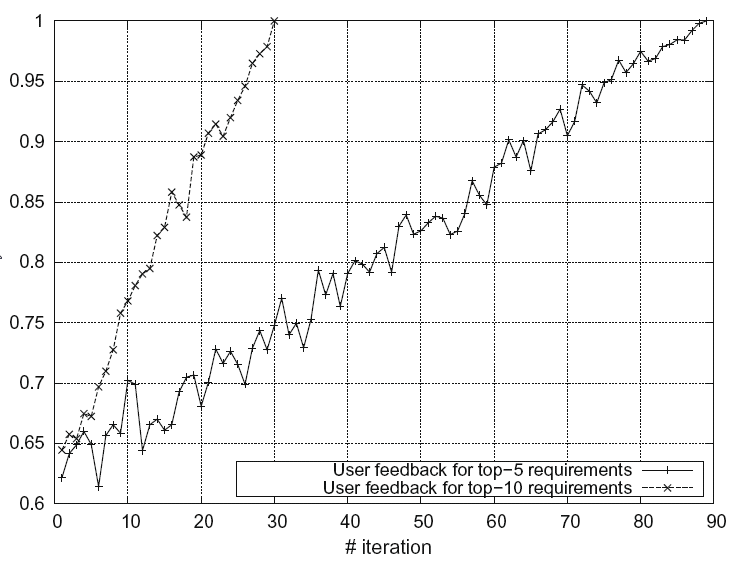 1
0.95
0.9
0.85
0.8
0.75
0.7
0.65
0.6
0 10 20 30 40 50 60 70 80 90
# iteration
User feedback for top-5 requirements
User feedback for top-10 requirements